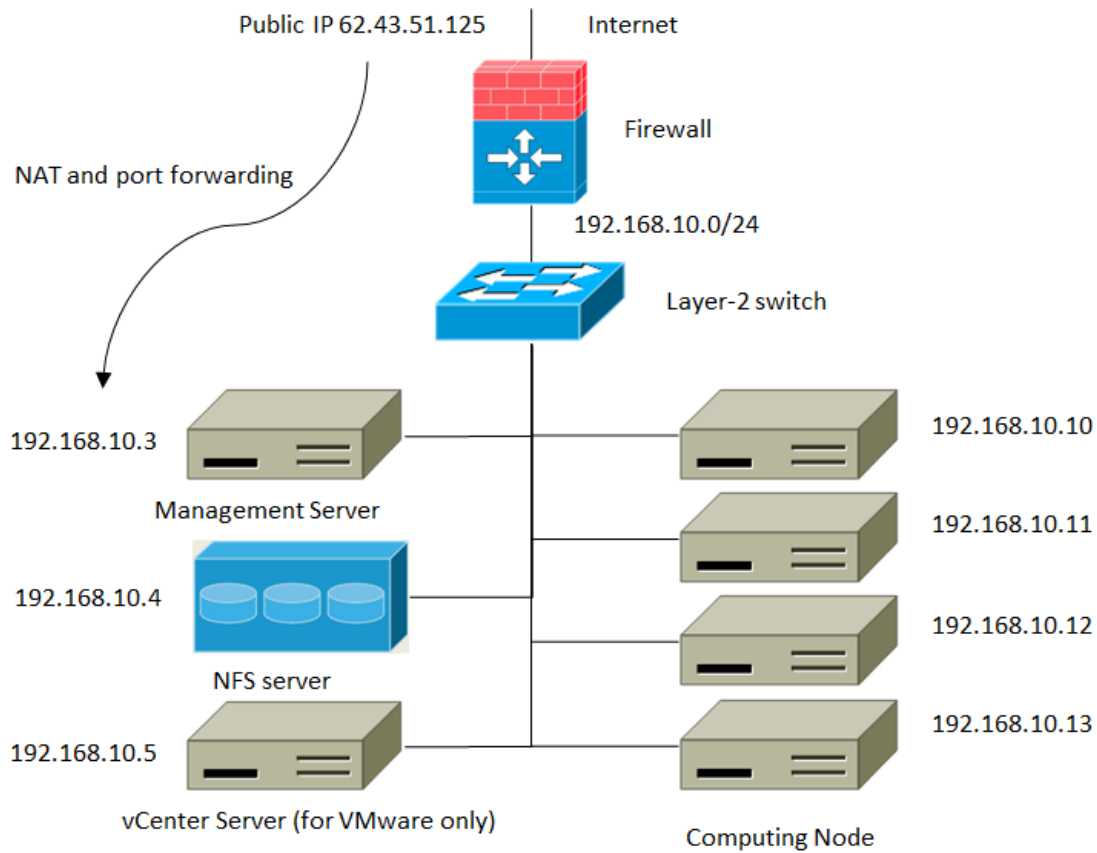 Public IP 62.43.51.125
Internet
Firewall
NAT and port forwarding
192.168.10.0/24
Layer-2 switch
192.168.10.3
Management Server
192.168.10.4
NFS server
192.168.10.5
vCenter Server (for VMware only)
192.168.10.10
192.168.10.11
192.168.10.12
192.168.10.13
Computing Node